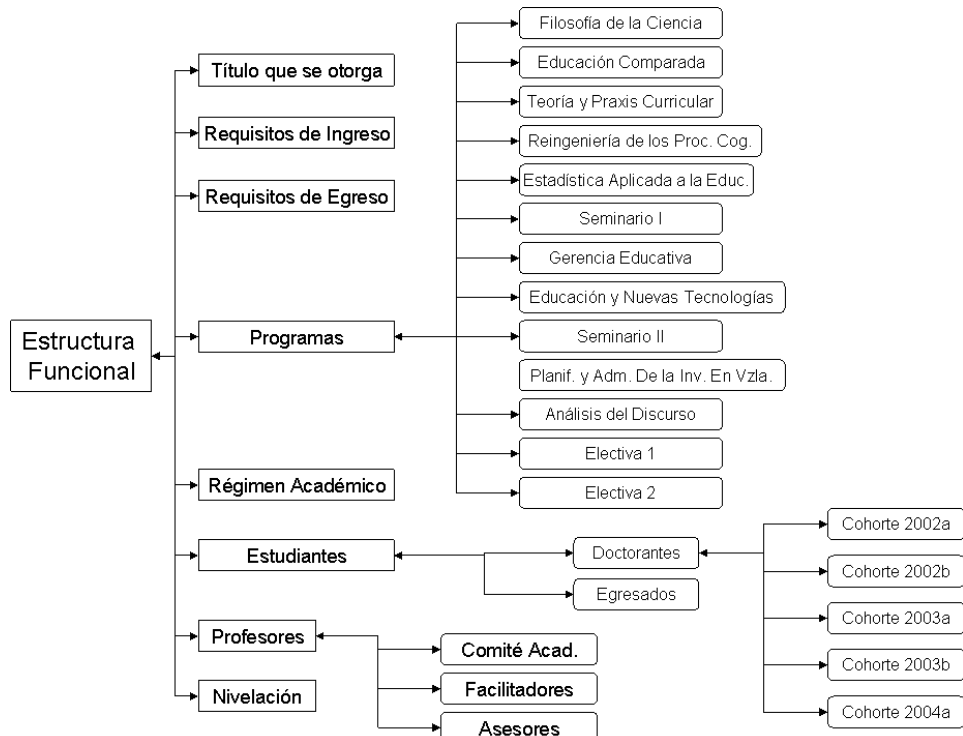 Estructura
Funcional
Título que se otorga
Requisitos de Ingreso
Requisitos de Egreso
Programas
Filosofía de la Ciencia
Educación Comparada
Teoría y Praxis Curricular
Reingeniería de los Proc. Cog.
Estadística Aplicada a la Educ.
Seminario I
Gerencia Educativa
Educación y Nuevas Tecnologías
Seminario II
Planif. y Adm. De la Inv. En Vzla.
Análisis del Discurso
Electiva 1
Electiva 2
Régimen Académico
Estudiantes
Doctorantes
Egresados
Cohorte 2002a
Cohorte 2002b
Cohorte 2003a
Cohorte 2003b
Cohorte 2004a
Profesores
Comité Acad.
Facilitadores
Asesores
Nivelación